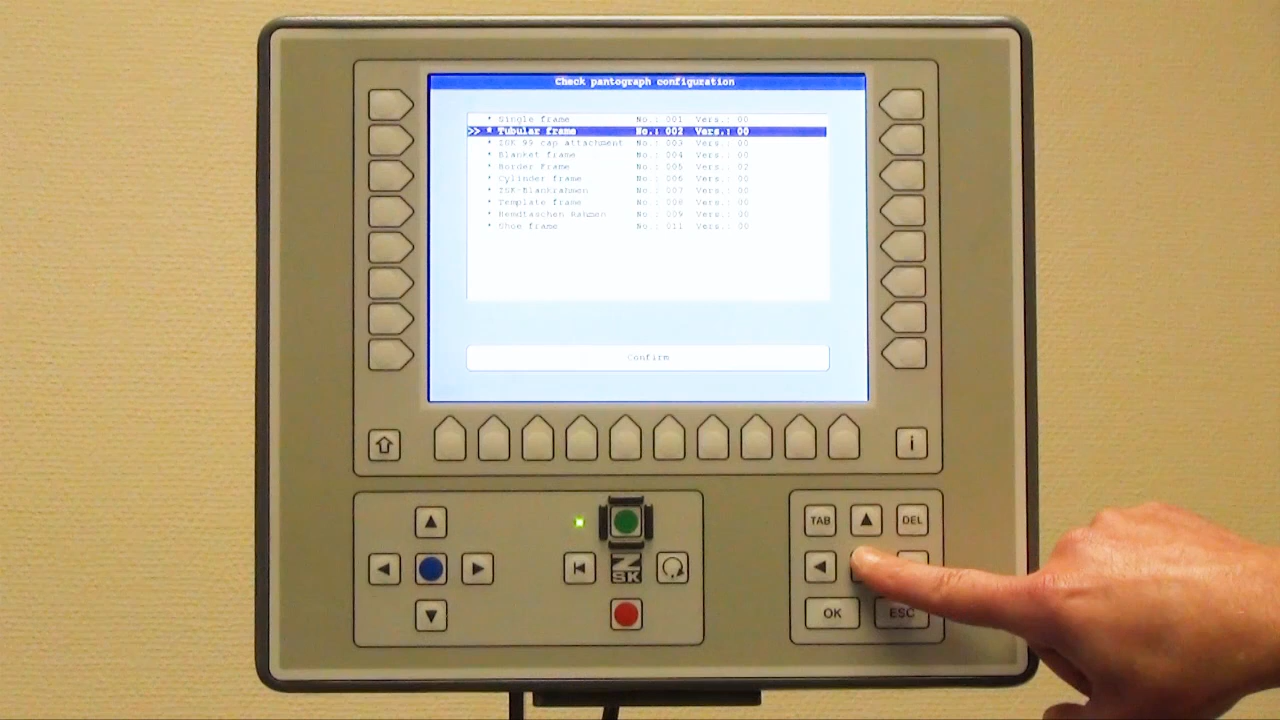 Check pantograph configuration
* Single frame No.: 001 Vers.: 00
>> * Tubular frame No.: 002 Vers.: 00
* ZSK 99 cap attachment No.: 003 Vers.: 00
* Blanket frame No.: 004 Vers.: 00
* Border Frame No.: 005 Vers.: 02
* Cylinder frame No.: 006 Vers.: 00
* ZSK-Blankrahmen No.: 007 Vers.: 00
* Template frame No.: 008 Vers.: 00
* Hemdtaschen Rahmen No.: 009 Vers.: 00
* Shoe frame No.: 011 Vers.: 00
Confirm
i
TAB DEL
ZSK
OK ESC